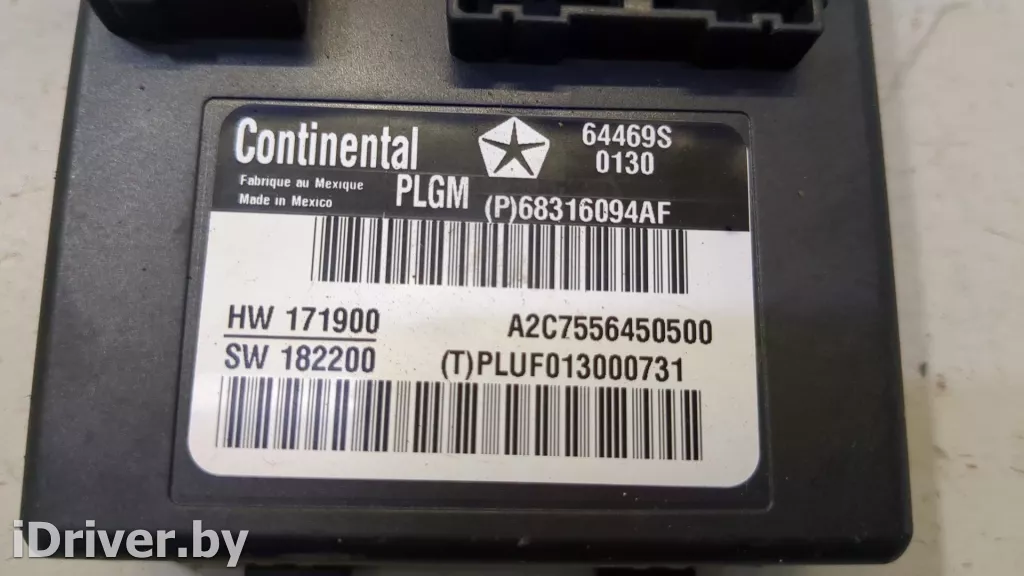 Continental
64469S
0130
Fabrique au Mexique
Made in Mexico
PLGM
(P)68316094AF
HW 171900
A2C7556450500
SW 182200
(T)PLUF013000731
iDriver.by